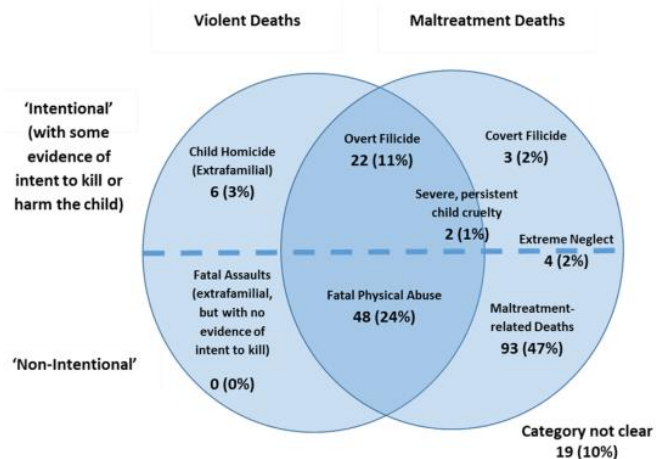 Violent Deaths
Maltreatment Deaths
‘Intentional’
(with some
evidence of
intent to kill or
harm the child)
Child Homicide
(Extrafamilial)
6 (3%)
Overt Filicide
22 (11%)
Covert Filicide
3 (2%)
Severe, persistent
child cruelty
2 (1%)
Extreme Neglect
4 (2%)
‘Non-Intentional’
Fatal Assaults
(extrafamilial,
but with no
evidence of
intent to kill)
0 (0%)
Fatal Physical Abuse
48 (24%)
Maltreatment-
related Deaths
93 (47%)
Category not clear
19 (10%)